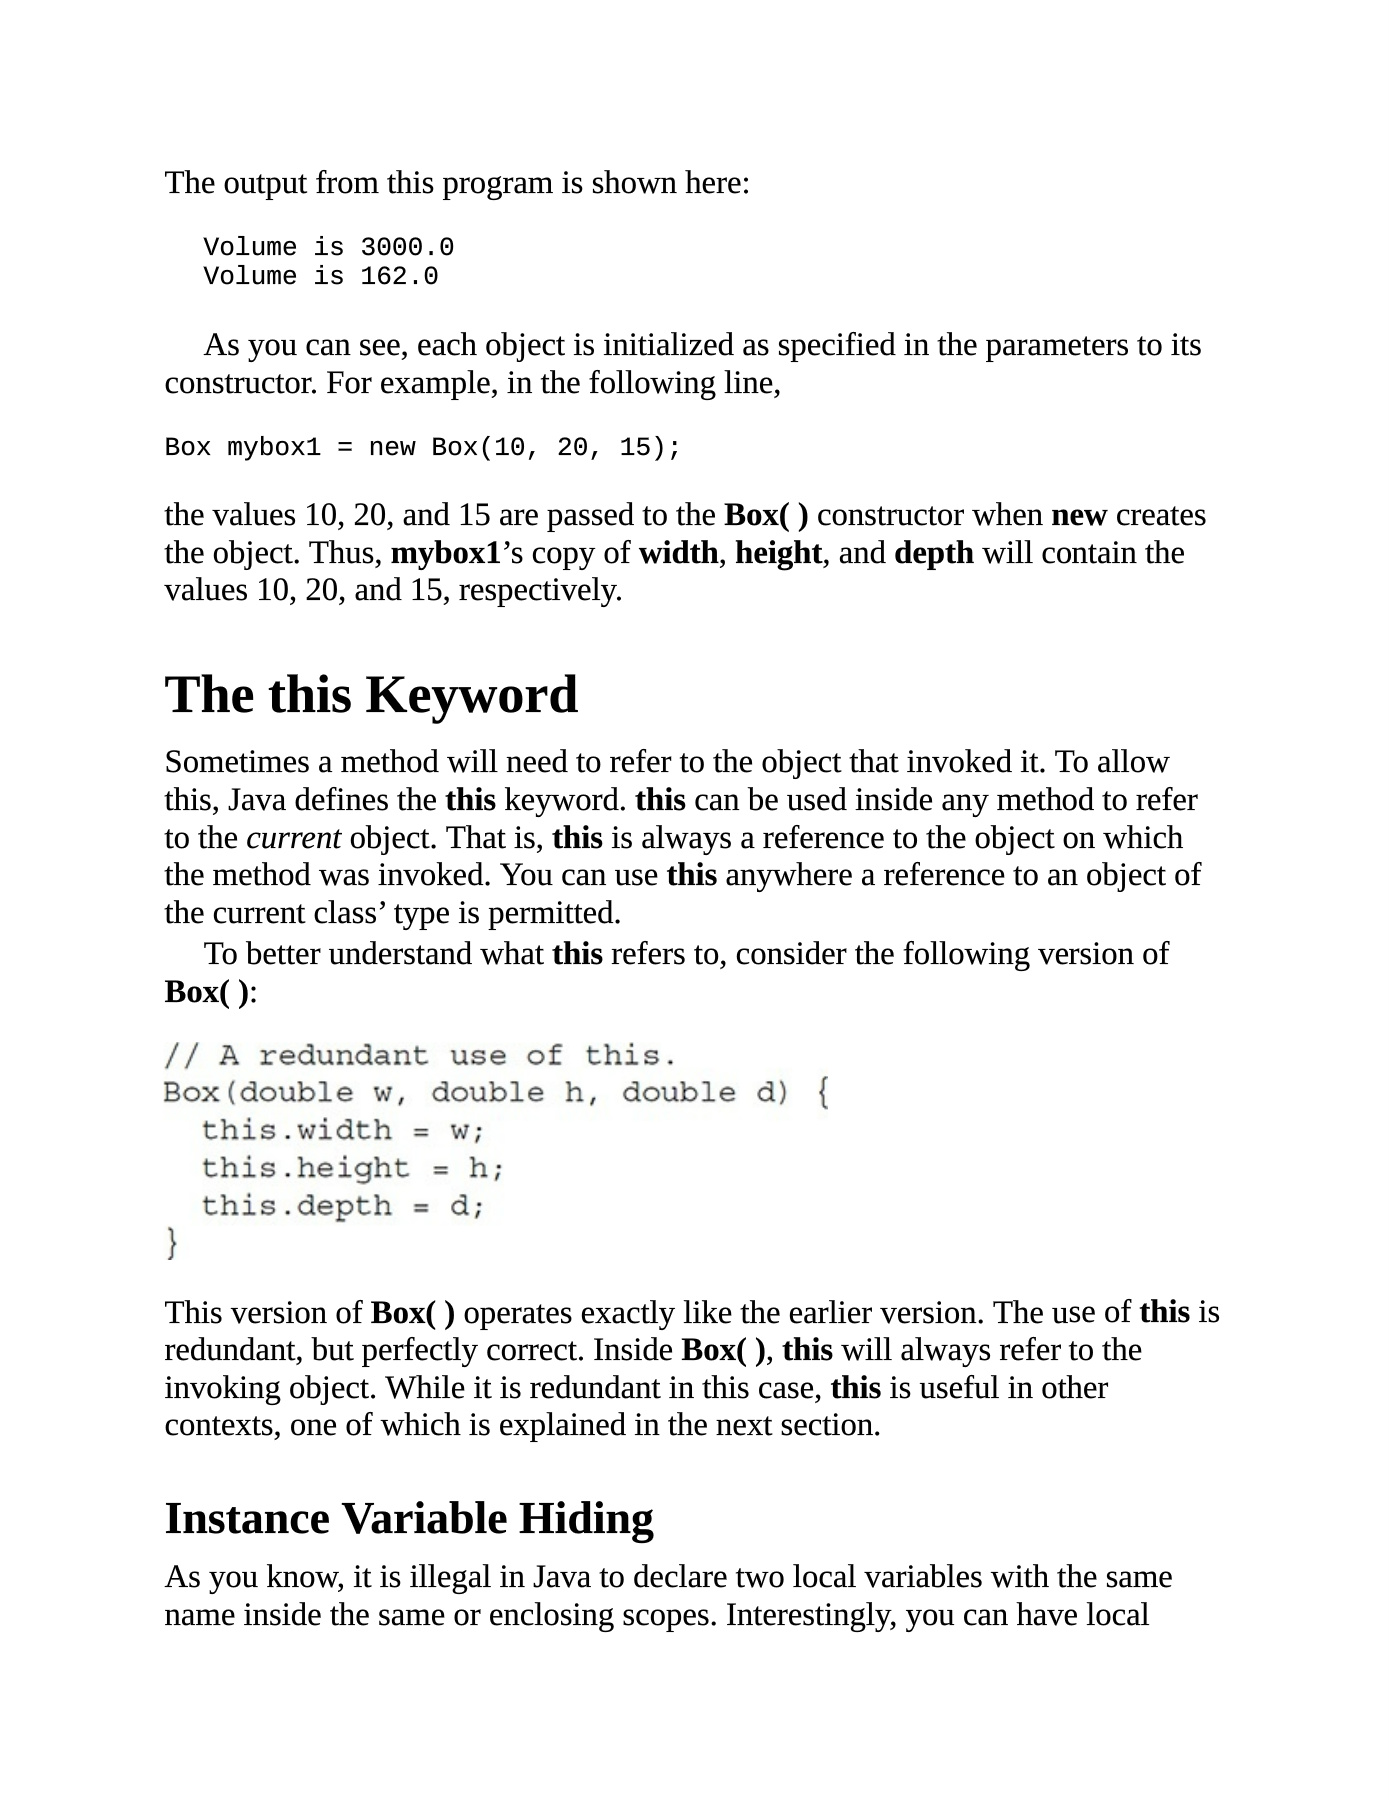 The output from this program is shown here:
Volume is 3000.0
Volume is 162.0
As you can see, each object is initialized as specified in the parameters to its
constructor. For example, in the following line,
Box mybox1 = new Box(10, 20, 15);
the values 10, 20, and 15 are passed to the Box( ) constructor when new creates
the object. Thus, mybox1’s copy of width, height, and depth will contain the
values 10, 20, and 15, respectively.
The this Keyword
Sometimes a method will need to refer to the object that invoked it. To allow
this, Java defines the this keyword. this can be used inside any method to refer
to the current object. That is, this is always a reference to the object on which
the method was invoked. You can use this anywhere a reference to an object of
the current class’ type is permitted.
To better understand what this refers to, consider the following version of
Box( ):
// A redundant use of this.
Box(double w, double h, double d) {
  this.width = w;
  this.height = h;
  this.depth = d;
}
This version of Box( ) operates exactly like the earlier version. The use of this is
redundant, but perfectly correct. Inside Box( ), this will always refer to the
invoking object. While it is redundant in this case, this is useful in other
contexts, one of which is explained in the next section.
Instance Variable Hiding
As you know, it is illegal in Java to declare two local variables with the same
name inside the same or enclosing scopes. Interestingly, you can have local